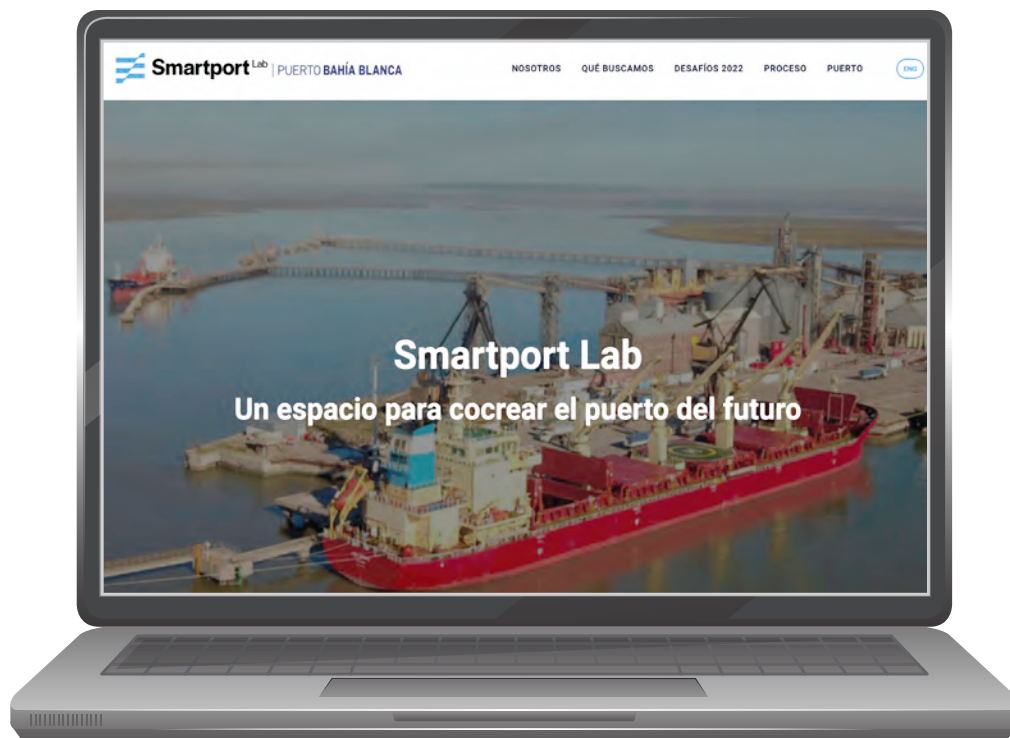 Smartport Lab | PUERTO BAHÍA BLANCA
NOSOTROS QUÉ BUSCAMOS DESAFÍOS 2022 PROCESO PUERTO ENG
Smartport Lab
Un espacio para cocrear el puerto del futuro